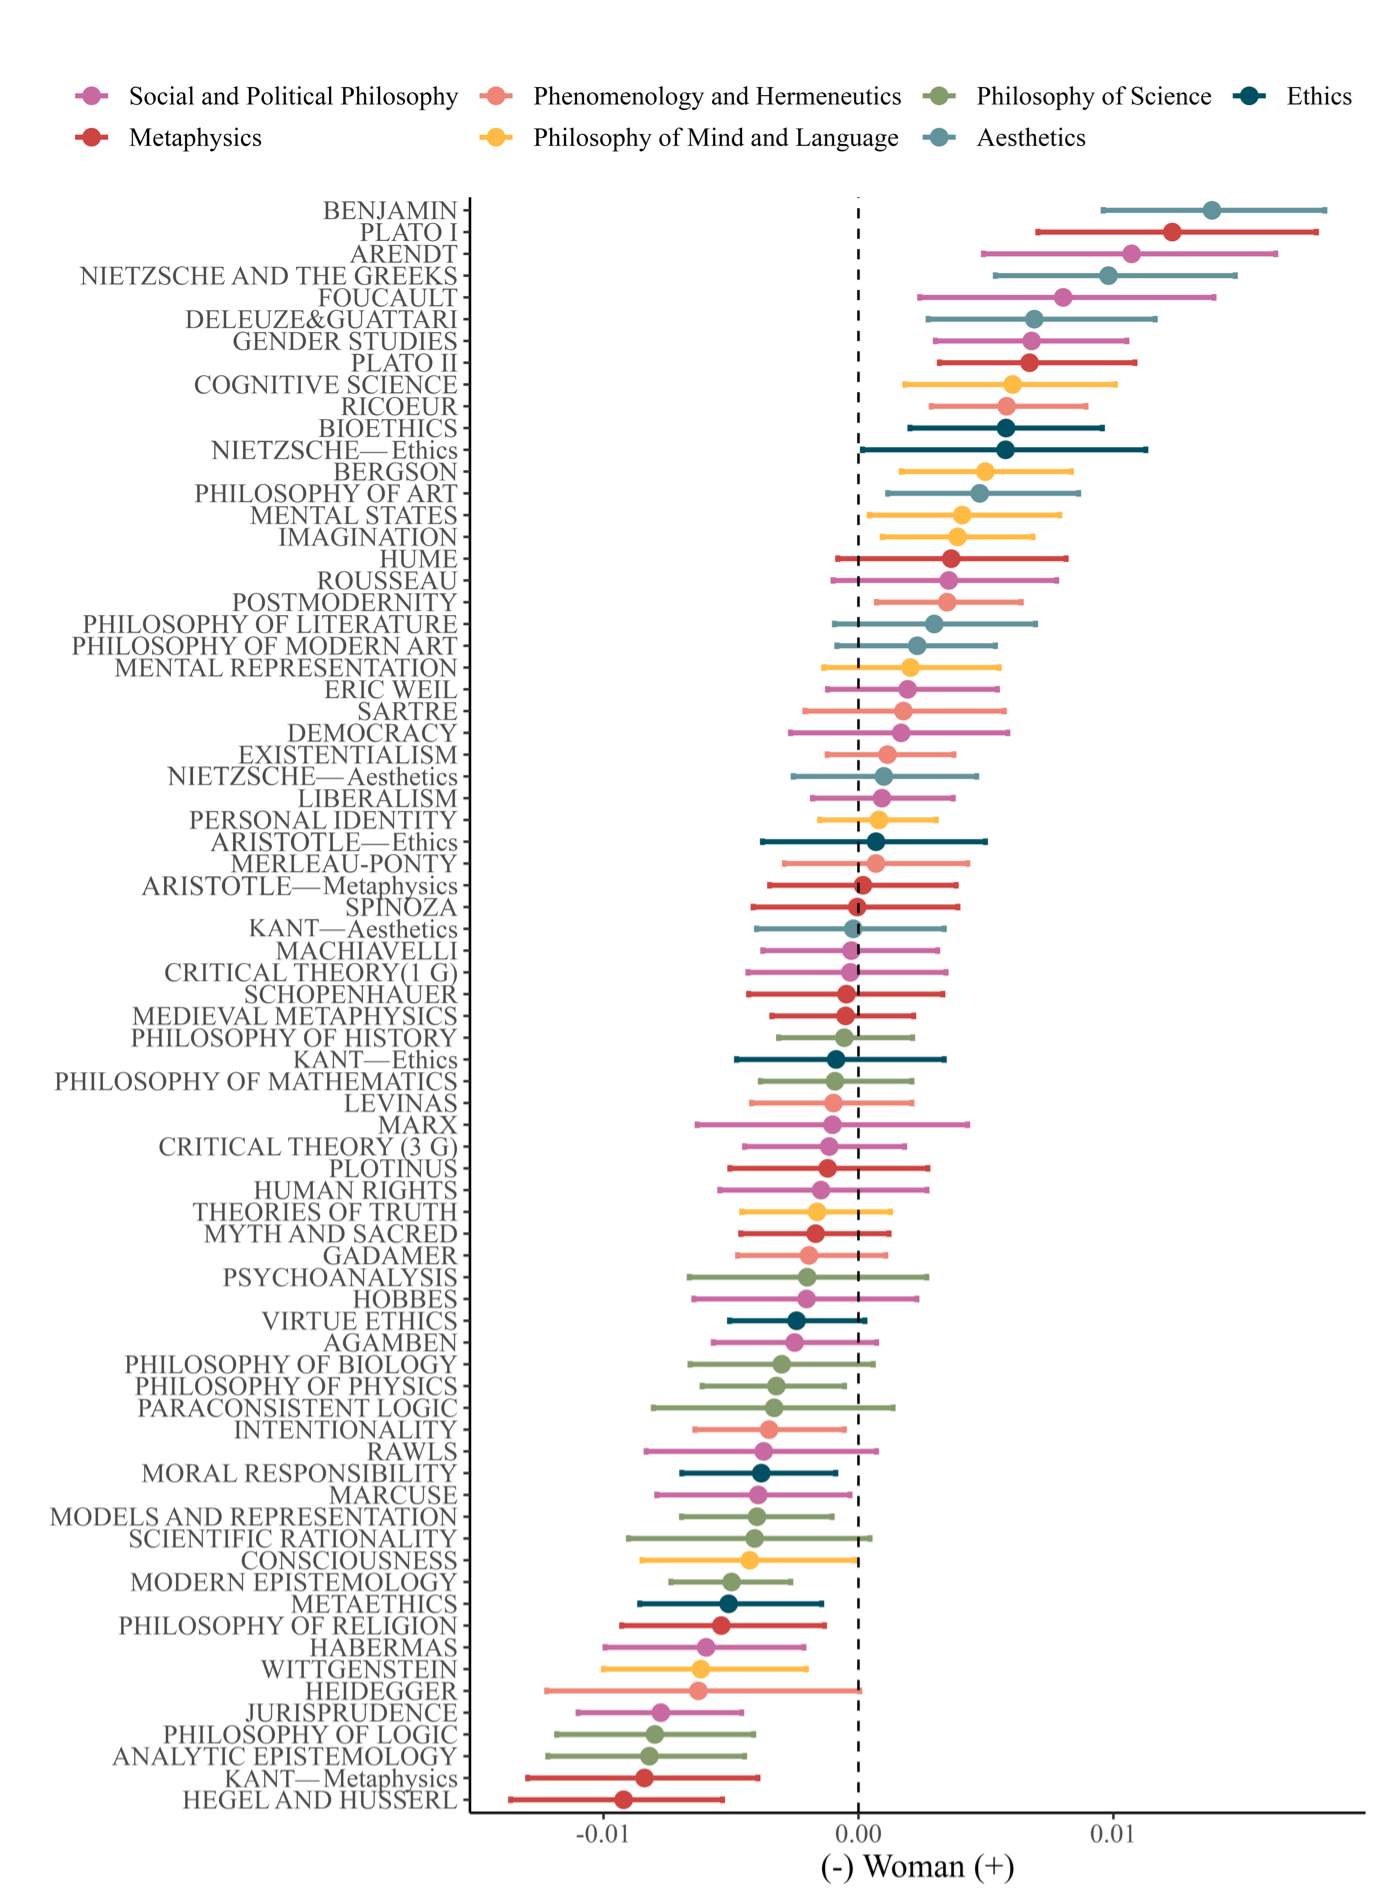 Social and Political Philosophy Phenomenology and Hermeneutics Philosophy of Science Ethics
Metaphysics Philosophy of Mind and Language Aesthetics
BENJAMIN
PLATO I
ARENDT
NIETZSCHE AND THE GREEKS
FOUCAULT
DELEUZE&GUATTARI
GENDER STUDIES
PLATO II
COGNITIVE SCIENCE
RICOEUR
BIOETHICS
NIETZSCHE—Ethics
BERGSON
PHILOSOPHY OF ART
MENTAL STATES
IMAGINATION
HUME
ROUSSEAU
POSTMODERNITY
PHILOSOPHY OF LITERATURE
PHILOSOPHY OF MODERN ART
MENTAL REPRESENTATION
ERIC WEIL
SARTRE
DEMOCRACY
EXISTENTIALISM
NIETZSCHE—Aesthetics
LIBERALISM
PERSONAL IDENTITY
ARISTOTLE—Ethics
MERLEAU-PONTY
ARISTOTLE—Metaphysics
SPINOZA
KANT—Aesthetics
MACHIAVELLI
CRITICAL THEORY(1 G)
SCHOPENHAUER
MEDIEVAL METAPHYSICS
PHILOSOPHY OF HISTORY
KANT—Ethics
PHILOSOPHY OF MATHEMATICS
LEVINAS
MARX
CRITICAL THEORY (3 G)
PLOTINUS
HUMAN RIGHTS
THEORIES OF TRUTH
MYTH AND SACRED
GADAMER
PSYCHOANALYSIS
HOBBES
VIRTUE ETHICS
AGAMBEN
PHILOSOPHY OF BIOLOGY
PHILOSOPHY OF PHYSICS
PARACONSISTENT LOGIC
INTENTIONALITY
RAWLS
MORAL RESPONSIBILITY
MARCUSE
MODELS AND REPRESENTATION
SCIENTIFIC RATIONALITY
CONSCIOUSNESS
MODERN EPISTEMOLOGY
METAETHICS
PHILOSOPHY OF RELIGION
HABERMAS
WITTGENSTEIN
HEIDEGGER
JURISPRUDENCE
PHILOSOPHY OF LOGIC
ANALYTIC EPISTEMOLOGY
KANT—Metaphysics
HEGEL AND HUSSERL
-0.01 0.00 0.01
(-) Woman (+)